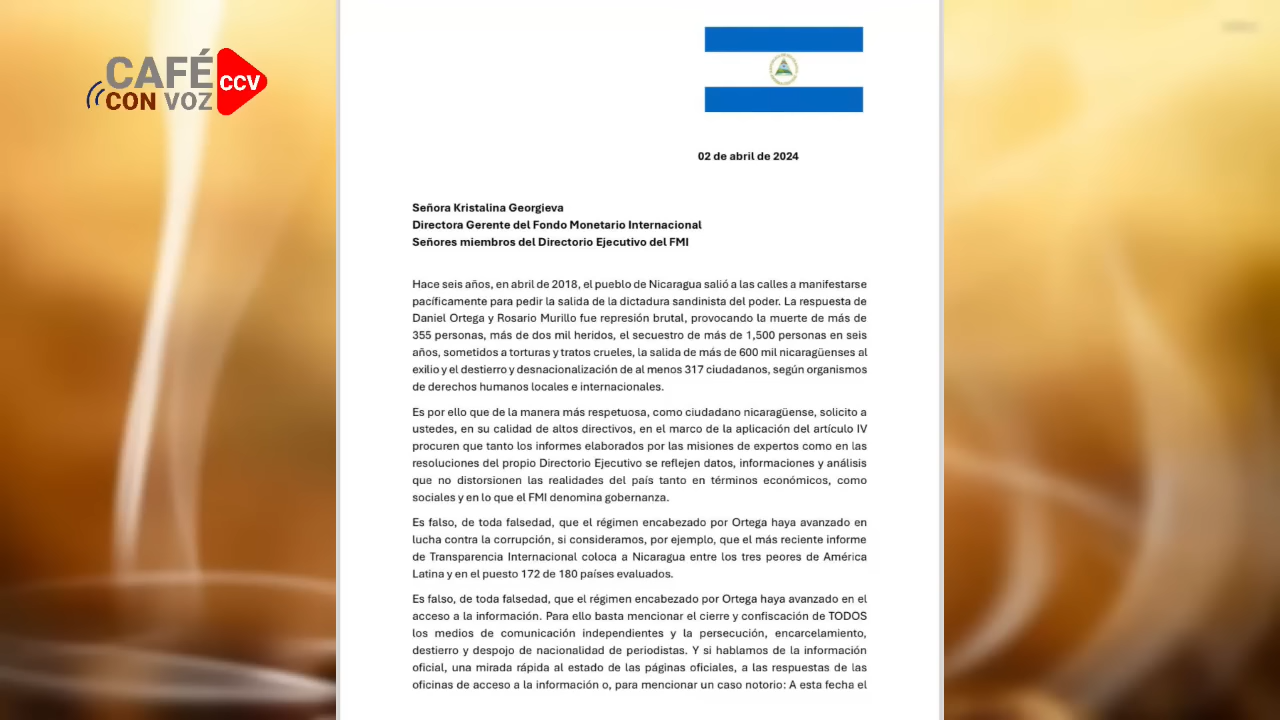 CAFÉ
CON VOZ
CCV
02 de abril de 2024
Señora Kristalina Georgieva
Directora Gerente del Fondo Monetario Internacional
Señores miembros del Directorio Ejecutivo del FMI
Hace seis años, en abril de 2018, el pueblo de Nicaragua salió a las calles a manifestarse
pacíficamente para pedir la salida de la dictadura sandinista del poder. La respuesta de
Daniel Ortega y Rosario Murillo fue represión brutal, provocando la muerte de más de
355 personas, más de dos mil heridos, el secuestro de más de 1,500 personas en seis
años, sometidos a torturas y tratos crueles, la salida de más de 600 mil nicaragüenses al
exilio y el destierro y desnacionalización de al menos 317 ciudadanos, según organismos
de derechos humanos locales e internacionales.
Es por ello que de la manera más respetuosa, como ciudadano nicaragüense, solicito a
ustedes, en su calidad de altos directivos, en el marco de la aplicación del artículo IV
procuren que tanto los informes elaborados por las misiones de expertos como en las
resoluciones del propio Directorio Ejecutivo se reflejen datos, informaciones y análisis
que no distorsionen las realidades del país tanto en términos económicos, como
sociales y en lo que el FMI denomina gobernanza.
Es falso, de toda falsedad, que el régimen encabezado por Ortega haya avanzado en
lucha contra la corrupción, si consideramos, por ejemplo, que el más reciente informe
de Transparencia Internacional coloca a Nicaragua entre los tres peores de América
Latina y en el puesto 172 de 180 países evaluados.
Es falso, de toda falsedad, que el régimen encabezado por Ortega haya avanzado en el
acceso a la información. Para ello basta mencionar el cierre y confiscación de TODOS
los medios de comunicación independientes y la persecución, encarcelamiento,
destierro y despojo de nacionalidad de periodistas. Y si hablamos de la información
oficial, una mirada rápida al estado de las páginas oficiales, a las respuestas de las
oficinas de acceso a la información o, para mencionar un caso notorio: A esta fecha el